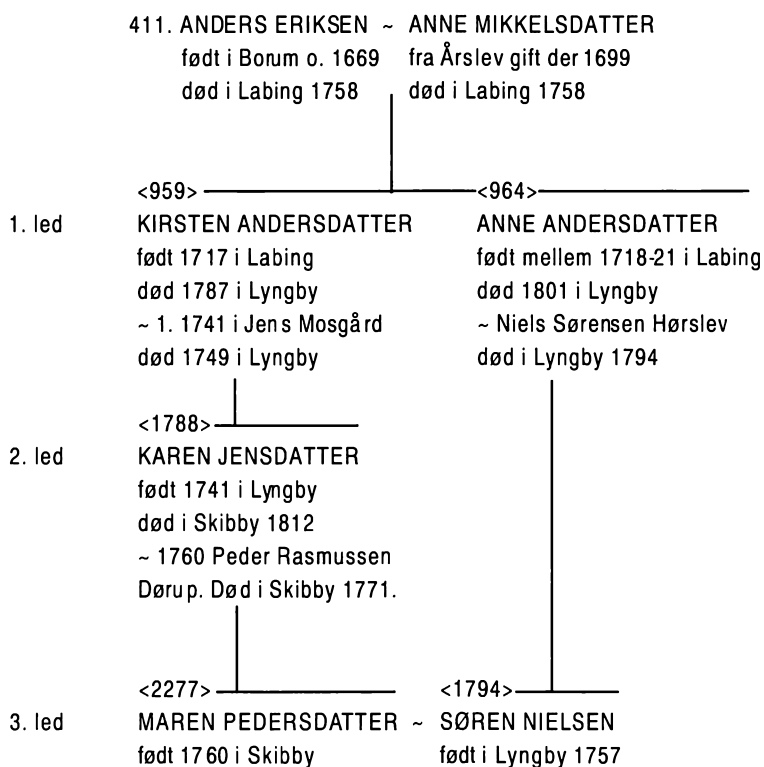 411. ANDERS ERIKSEN ~ ANNE MIKKELSDATTER
født i Borum o. 1669 fra Årslev gift der 1699
død i Labing 1758 død i Labing 1758
<959> <964>
1. led KIRSTEN ANDERSDATTER ANNE ANDERSDATTER
født 1717 i Labing født mellem 1718-21 i Labing
død 1787 i Lyngby død 1801 i Lyngby
~ 1. 1741 i Jens Mosgård ~ Niels Sørensen Hørslev
død 1749 i Lyngby død i Lyngby 1794
<1788>
2. led KAREN JENSDATTER
født 1741 i Lyngby
død i Skibby 1812
~ 1760 Peder Rasmussen
Dørup. Død i Skibby 1771.
<2277> <1794>
3. led MAREN PEDERSDATTER ~ SØREN NIELSEN
født 1760 i Skibby født i Lyngby 1757